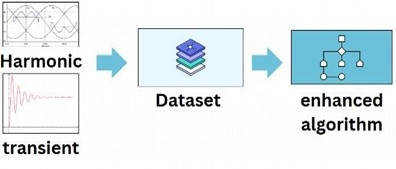 Harmonic
transient
Dataset
enhanced
algorithm